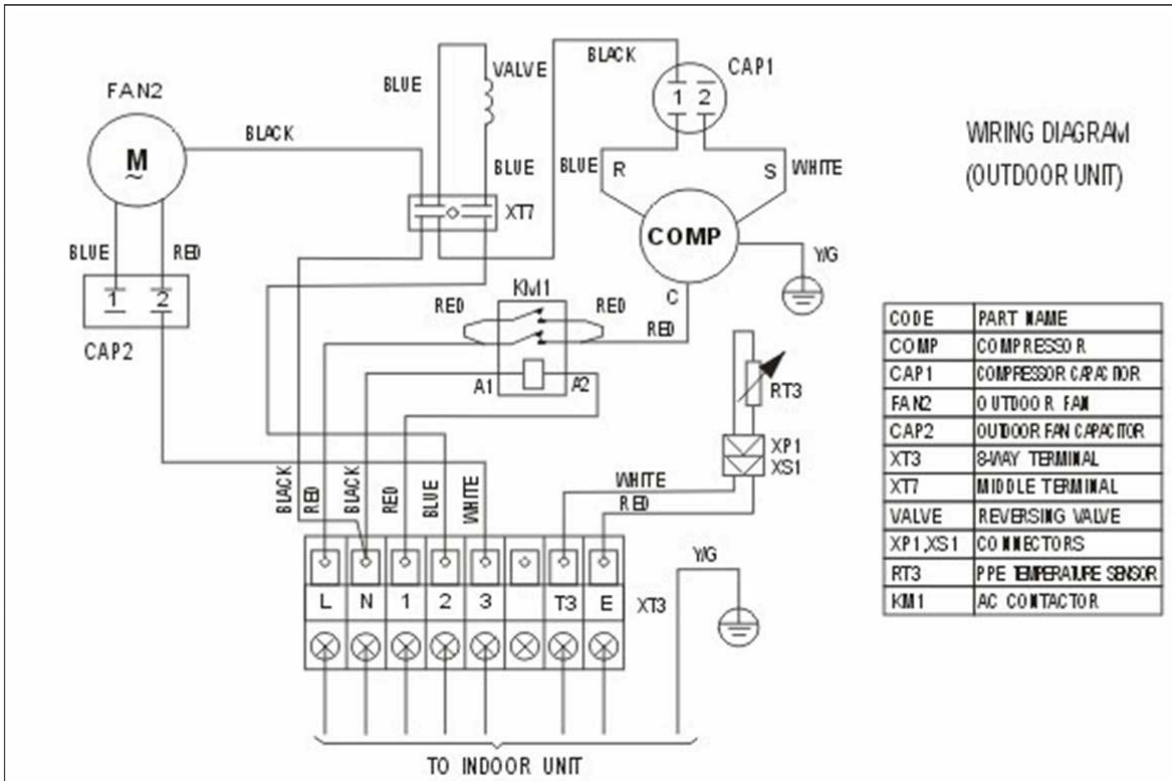 WIRING DIAGRAM
(OUTDOOR UNIT)
FAN2
M
~
BLACK
BLUE
RED
1 2
CAP2
BLUE
VALVE
BLUE
XT7
BLACK
CAP1
1 2
BLUE
R
S
WHITE
COMP
Y/G
C
KM1
RED
RED
RED
A1
A2
RT3
XP1
XS1
WHITE
RED
BLACK
RED
BLACK
RED
BLUE
WHITE
Y/G
L N 1 2 3 T3 E
XT3
TO INDOOR UNIT
CODE PART NAME
COMP COMPRESSOR
CAP1 COMPRESSOR CAPACITOR
FAN2 OUTDOOR FAN
CAP2 OUTDOOR FAN CAPACITOR
XT3 8-WAY TERMINAL
XT7 MIDDLE TERMINAL
VALVE REVERSING VALVE
XP1,XS1 CONNECTORS
RT3 PPE TEMPERATURE SENSOR
KM1 AC CONTACTOR